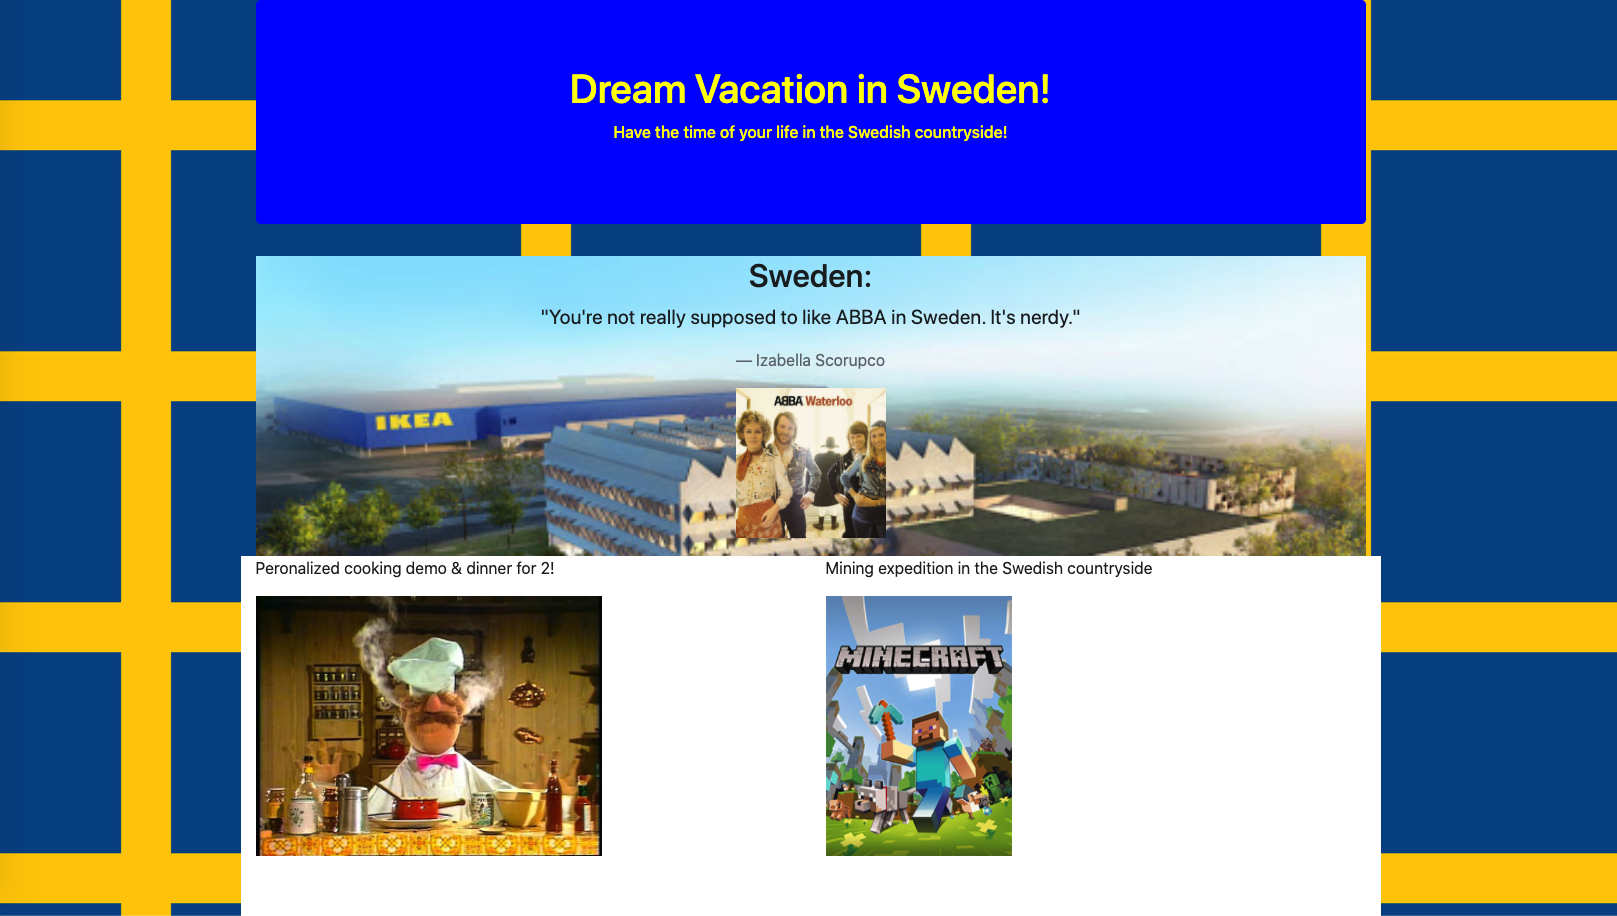 Dream Vacation in Sweden!
Have the time of your life in the Swedish countryside!
Sweden:
"You're not really supposed to like ABBA in Sweden. It's nerdy."
— Izabella Scorupco
ABBA Waterloo
IKEA
Peronalized cooking demo & dinner for 2!
Mining expedition in the Swedish countryside
MINECRAFT